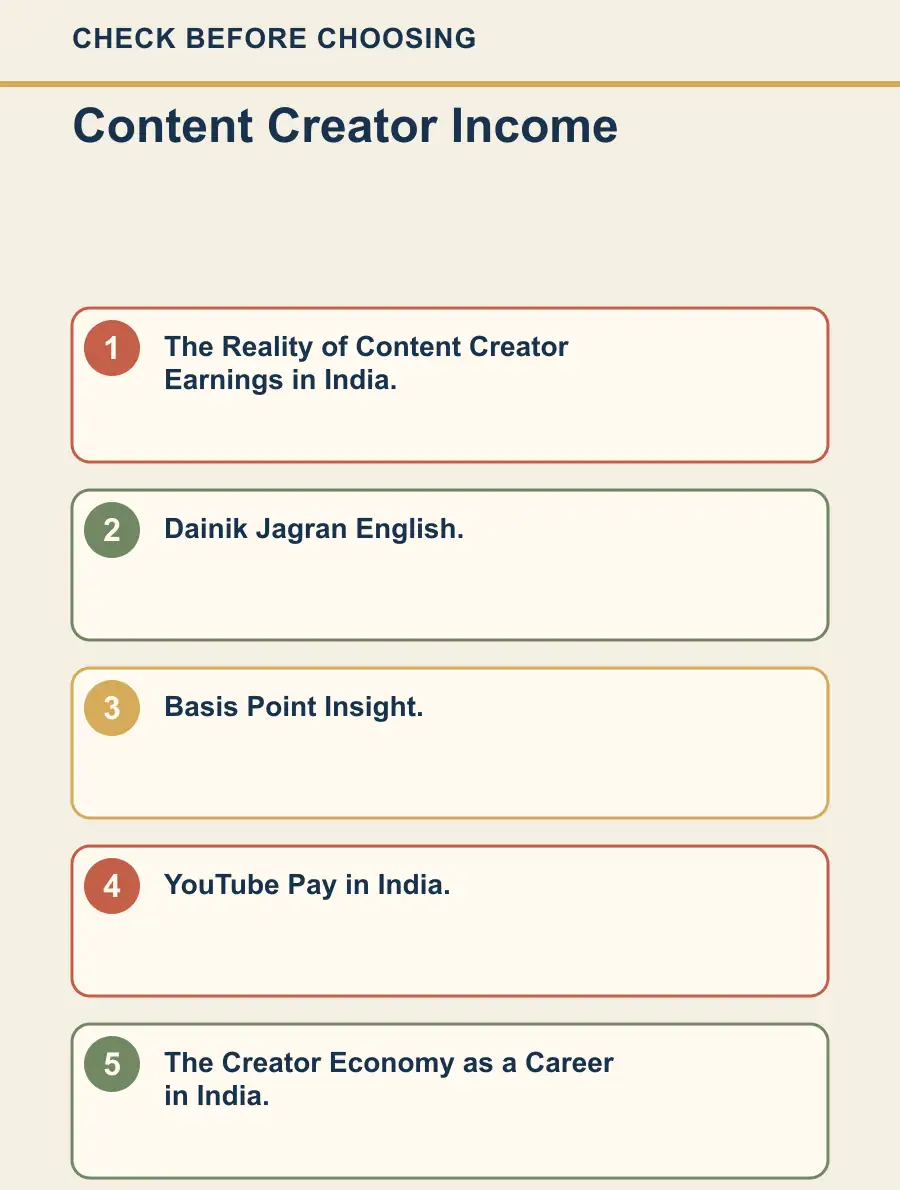 CHECK BEFORE CHOOSING
Content Creator Income
1
The Reality of Content Creator
Earnings in India.
2
Dainik Jagran English.
3
Basis Point Insight.
4
YouTube Pay in India.
5
The Creator Economy as a Career
in India.